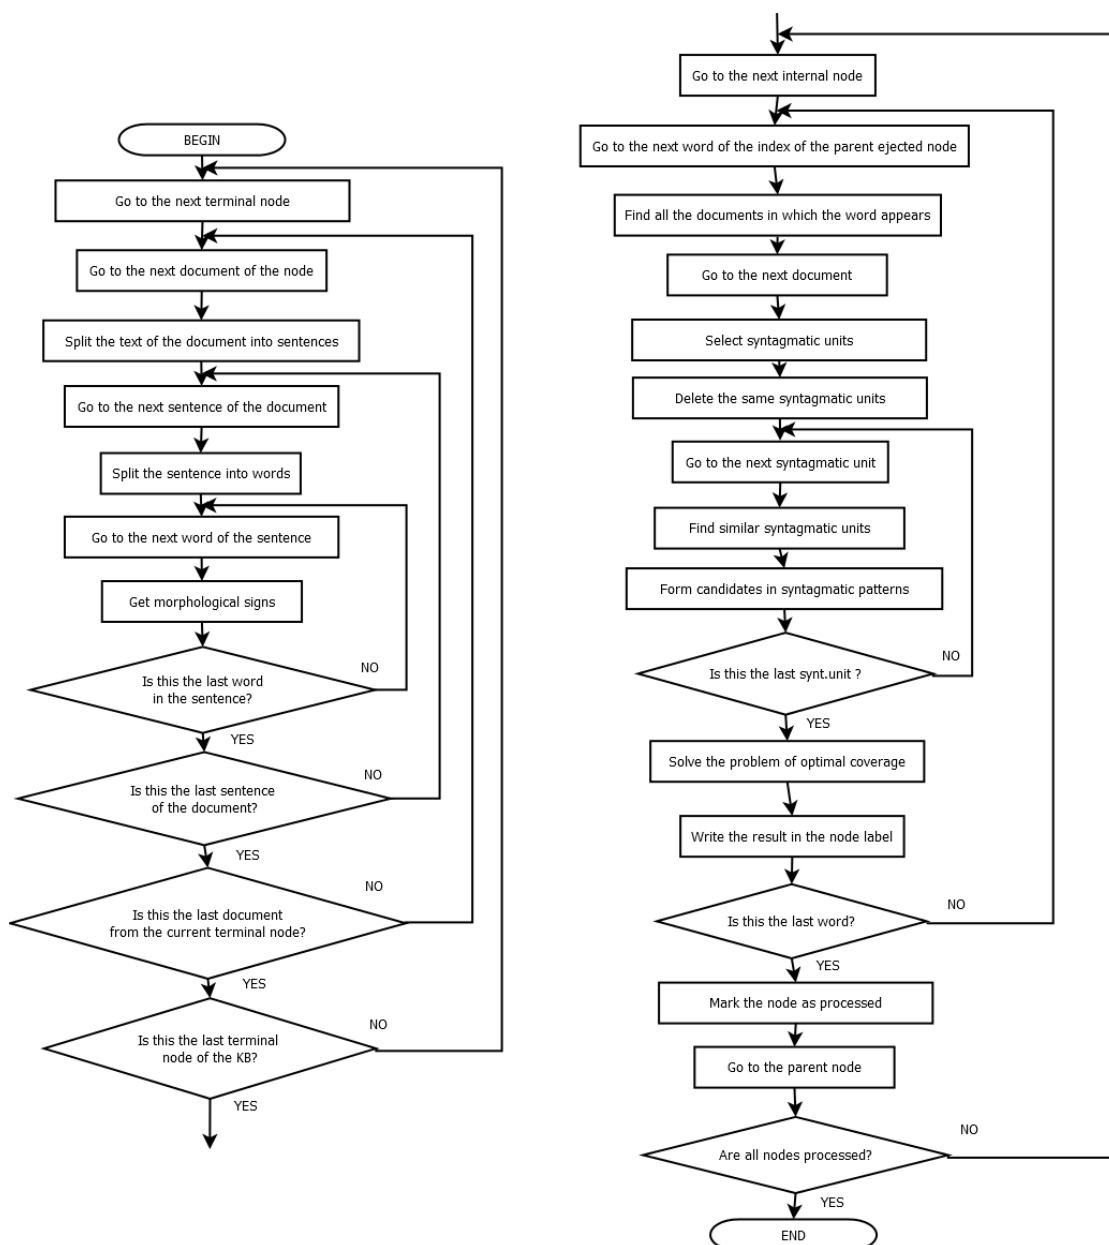 BEGIN
Go to the next terminal node
Go to the next document of the node
Split the text of the document into sentences
Go to the next sentence of the document
Split the sentence into words
Go to the next word of the sentence
Get morphological signs
Is this the last word
in the sentence?
NO
YES
Is this the last sentence
of the document?
NO
YES
Is this the last document
from the current terminal node?
NO
YES
Is this the last terminal
node of the KB?
NO
YES
Go to the next internal node
Go to the next word of the index of the parent ejected node
Find all the documents in which the word appears
Go to the next document
Select syntagmatic units
Delete the same syntagmatic units
Go to the next syntagmatic unit
Find similar syntagmatic units
Form candidates in syntagmatic patterns
Is this the last synt.unit ?
NO
YES
Solve the problem of optimal coverage
Write the result in the node label
Is this the last word?
NO
YES
Mark the node as processed
Go to the parent node
Are all nodes processed?
NO
YES
END